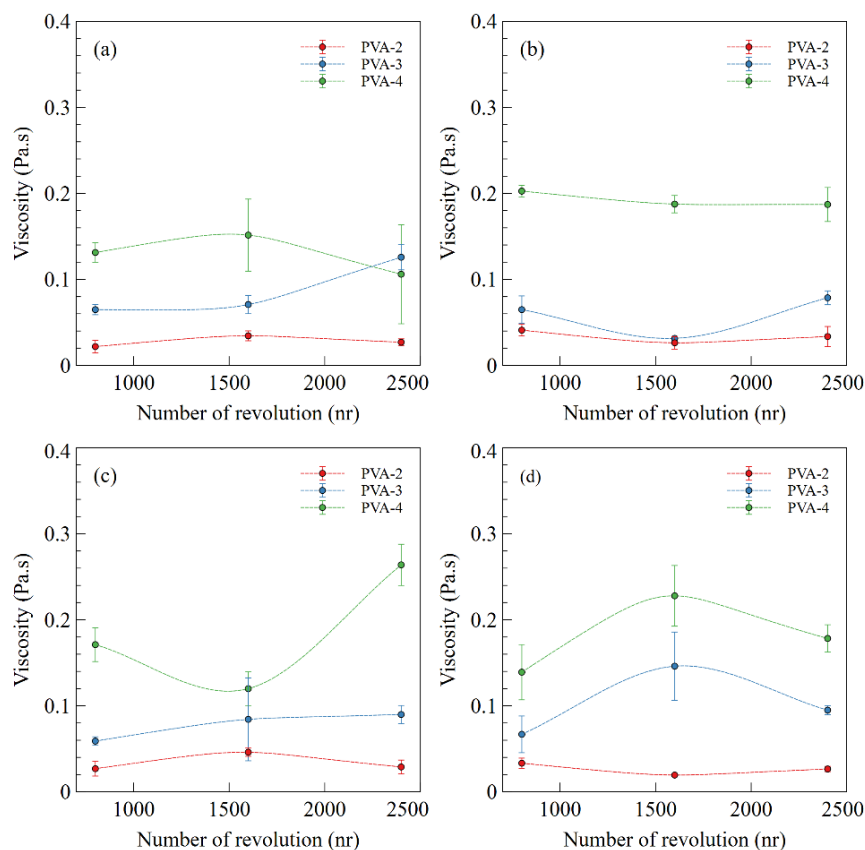 (a)
PVA-2
PVA-3
PVA-4
Viscosity (Pa.s)
0.4
0.3
0.2
0.1
0
1000
1500
2000
2500
Number of revolution (nr)
(b)
PVA-2
PVA-3
PVA-4
Viscosity (Pa.s)
0.4
0.3
0.2
0.1
0
1000
1500
2000
2500
Number of revolution (nr)
(c)
PVA-2
PVA-3
PVA-4
Viscosity (Pa.s)
0.4
0.3
0.2
0.1
0
1000
1500
2000
2500
Number of revolution (nr)
(d)
PVA-2
PVA-3
PVA-4
Viscosity (Pa.s)
0.4
0.3
0.2
0.1
0
1000
1500
2000
2500
Number of revolution (nr)